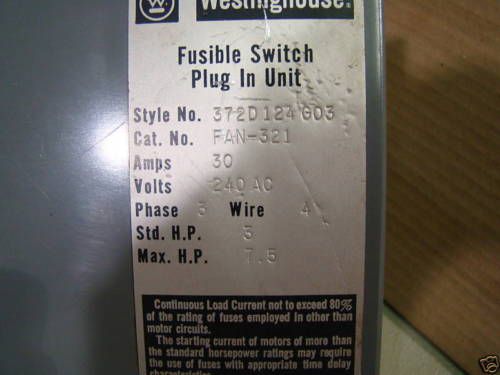 W
Westinghouse
Fusible Switch
Plug In Unit
Style No. 372D124G03
Cat. No. FAN-321
Amps 30
Volts 240 AC
Phase 3 Wire 4
Std. H.P. 3
Max. H.P. 7.5
Continuous Load Current not to exceed 80%
of the rating of fuses employed in other than
motor circuits.
The starting current of motors of more than
the standard horsepower ratings may require
the use of fuses with appropriate time delay
characteristics.